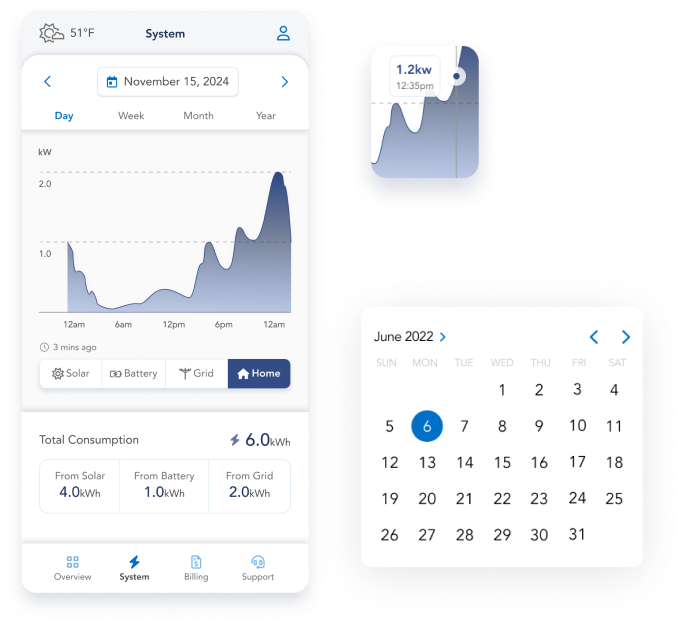 51°F
System
November 15, 2024
Day Week Month Year
kW
2.0
1.0
12am 6am 12pm 6pm 12am
3 mins ago
Solar Battery Grid Home
Total Consumption 6.0kWh
From Solar From Battery From Grid
4.0kWh 1.0kWh 2.0kWh
Overview System Billing Support
1.2kw
12:35pm
June 2022
SUN MON TUE WED THU FRI SAT
1 2 3 4
5 6 7 8 9 10 11
12 13 14 15 16 17 18
19 20 21 22 23 24 25
26 27 28 29 30 31